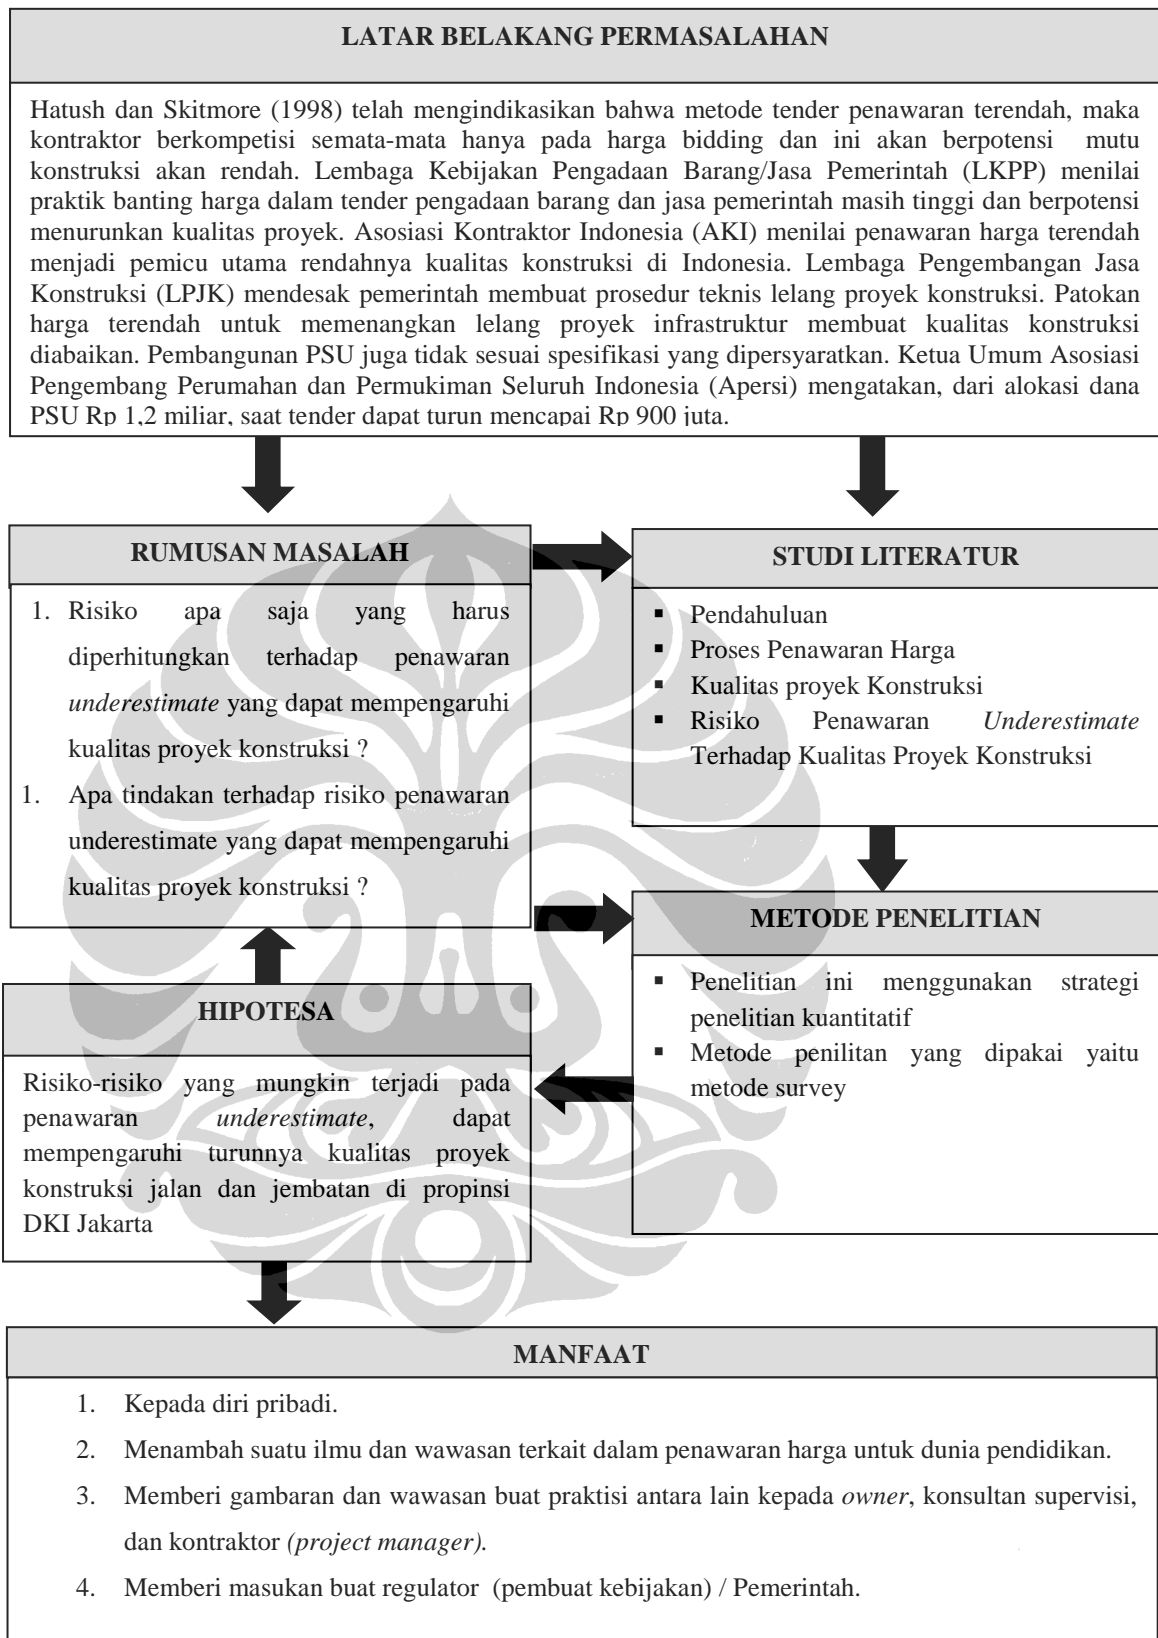 LATAR BELAKANG PERMASALAHAN
Hatush dan Skitmore (1998) telah mengindikasikan bahwa metode tender penawaran terendah, maka
kontraktor berkompetisi semata-mata hanya pada harga bidding dan ini akan berpotensi mutu
konstruksi akan rendah. Lembaga Kebijakan Pengadaan Barang/Jasa Pemerintah (LKPP) menilai
praktik banting harga dalam tender pengadaan barang dan jasa pemerintah masih tinggi dan berpotensi
menurunkan kualitas proyek. Asosiasi Kontraktor Indonesia (AKI) menilai penawaran harga terendah
menjadi pemicu utama rendahnya kualitas konstruksi di Indonesia. Lembaga Pengembangan Jasa
Konstruksi (LPJK) mendesak pemerintah membuat prosedur teknis lelang proyek konstruksi. Patokan
harga terendah untuk memenangkan lelang proyek infrastruktur membuat kualitas konstruksi
diabaikan. Pembangunan PSU juga tidak sesuai spesifikasi yang dipersyaratkan. Ketua Umum Asosiasi
Pengembang Perumahan dan Permukiman Seluruh Indonesia (Apersi) mengatakan, dari alokasi dana
PSU Rp 1,2 miliar, saat tender dapat turun mencapai Rp 900 juta.
RUMUSAN MASALAH
1. Risiko apa saja yang harus
diperhitungkan terhadap penawaran
underestimate yang dapat mempengaruhi
kualitas proyek konstruksi ?
1. Apa tindakan terhadap risiko penawaran
underestimate yang dapat mempengaruhi
kualitas proyek konstruksi ?
STUDI LITERATUR
▪ Pendahuluan
▪ Proses Penawaran Harga
▪ Kualitas proyek Konstruksi
▪ Risiko Penawaran Underestimate
Terhadap Kualitas Proyek Konstruksi
METODE PENELITIAN
▪ Penelitian ini menggunakan strategi
penelitian kuantitatif
▪ Metode penilitan yang dipakai yaitu
metode survey
HIPOTESA
Risiko-risiko yang mungkin terjadi pada
penawaran underestimate, dapat
mempengaruhi turunnya kualitas proyek
konstruksi jalan dan jembatan di propinsi
DKI Jakarta
MANFAAT
1. Kepada diri pribadi.
2. Menambah suatu ilmu dan wawasan terkait dalam penawaran harga untuk dunia pendidikan.
3. Memberi gambaran dan wawasan buat praktisi antara lain kepada owner, konsultan supervisi,
dan kontraktor (project manager).
4. Memberi masukan buat regulator (pembuat kebijakan) / Pemerintah.